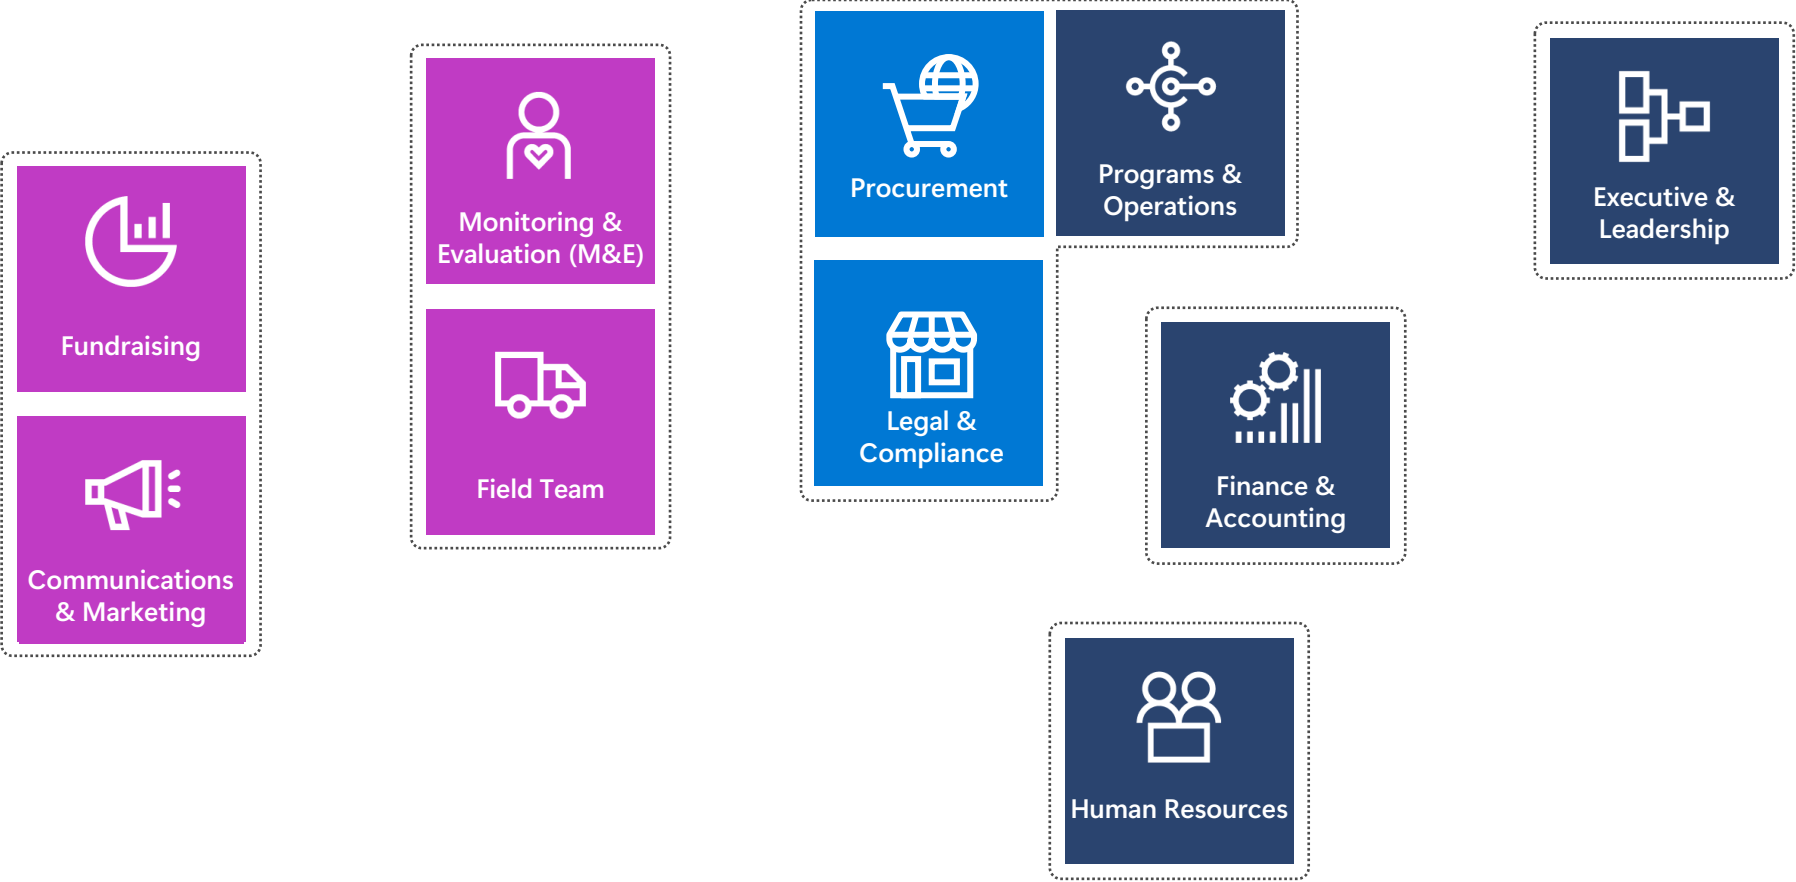 Fundraising
Communications
& Marketing
Monitoring &
Evaluation (M&E)
Field Team
Procurement
Programs &
Operations
Legal &
Compliance
Finance &
Accounting
Human Resources
Executive &
Leadership